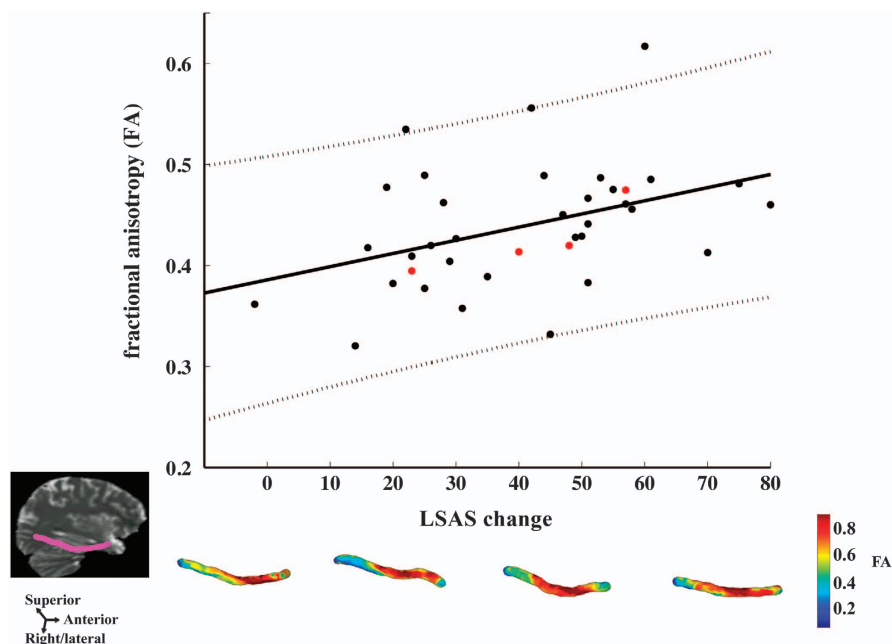 0.6
0.5
0.4
0.3
0.2
fractional anisotropy (FA)
0 20 30 40 50 60 70 80
LSAS change
Superior
Anterior
Right/lateral
0.8
0.6
0.4
0.2
FA